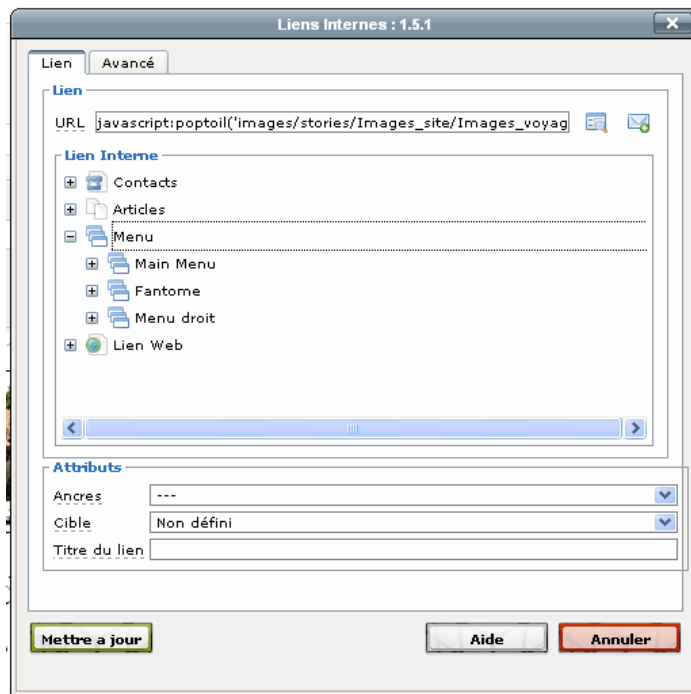 Liens Internes : 1.5.1
Lien Avancé
Lien
URL javascript:poptoil('images/stories/Images_site/Images_voyag
Lien Interne
Contacts
Articles
Menu
Main Menu
Fantome
Menu droit
Lien Web
Attributs
Ancres ---
Cible Non défini
Titre du lien
Mettre a jour Aide Annuler